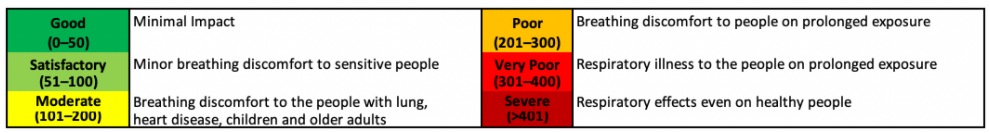 Good
(0–50)
Minimal Impact
Satisfactory
(51–100)
Minor breathing discomfort to sensitive people
Moderate
(101–200)
Breathing discomfort to the people with lung,
heart disease, children and older adults
Poor
(201–300)
Breathing discomfort to people on prolonged exposure
Very Poor
(301–400)
Respiratory illness to the people on prolonged exposure
Severe
(>401)
Respiratory effects even on healthy people